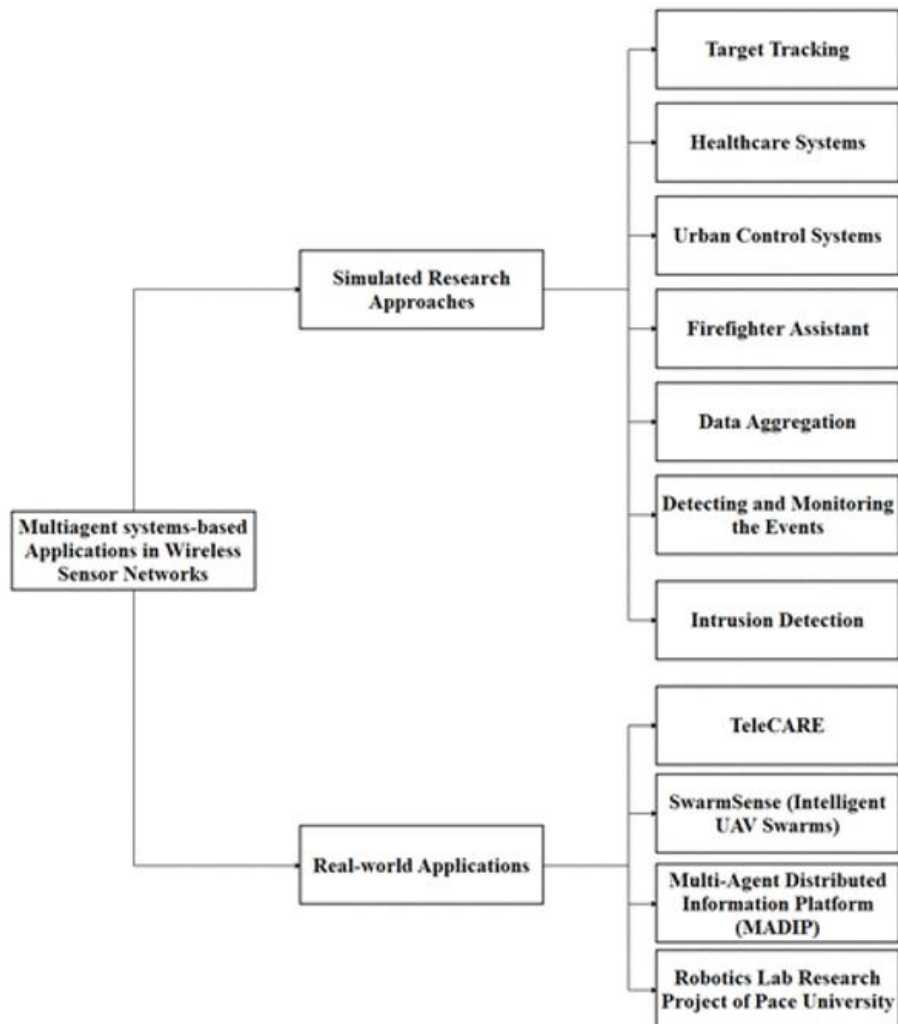 Target Tracking
Healthcare Systems
Urban Control Systems
Simulated Research
Approaches
Firefighter Assistant
Data Aggregation
Detecting and Monitoring
the Events
Multiagent systems-based
Applications in Wireless
Sensor Networks
Intrusion Detection
TeleCARE
SwarmSense (Intelligent
UAV Swarms)
Real-world Applications
Multi-Agent Distributed
Information Platform
(MADIP)
Robotics Lab Research
Project of Pace University